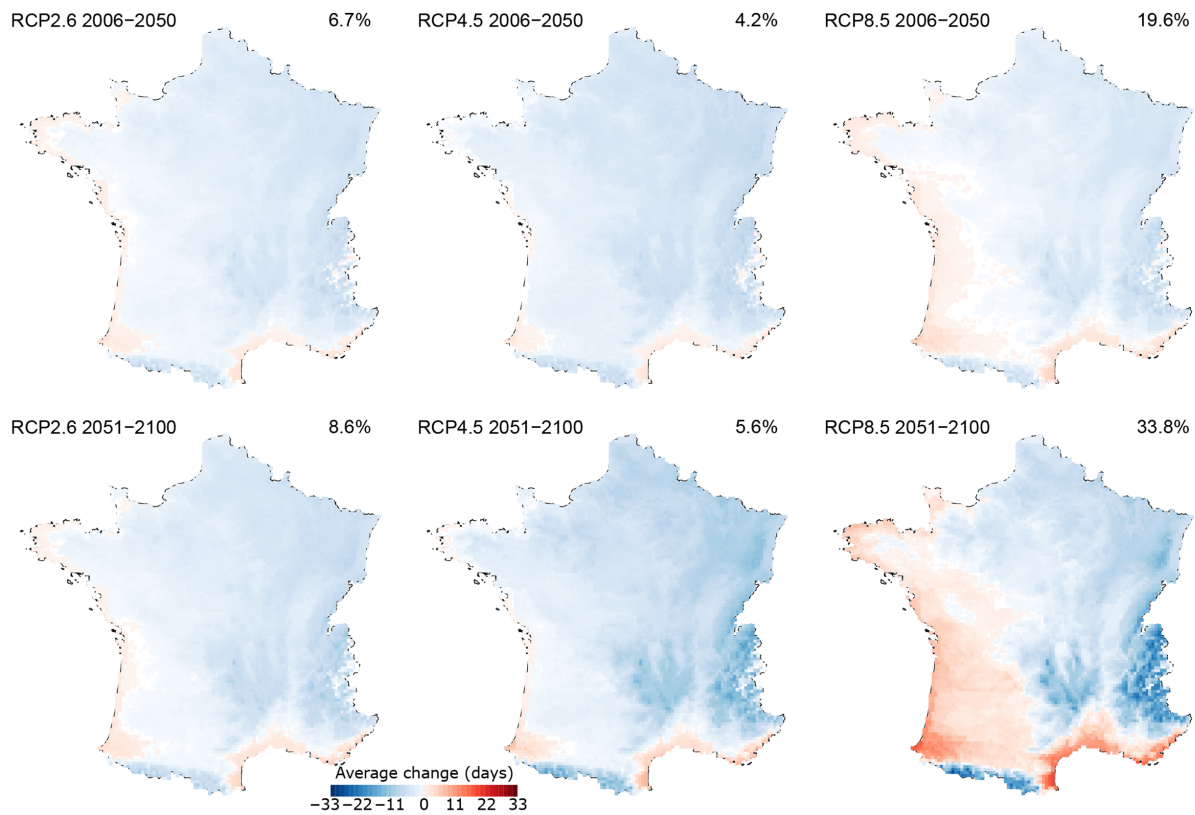 RCP2.6 2006−2050 6.7% RCP4.5 2006−2050 4.2% RCP8.5 2006−2050 19.6%
RCP2.6 2051−2100 8.6% RCP4.5 2051−2100 5.6% RCP8.5 2051−2100 33.8%
Average change (days)
−33 −22 −11 0 11 22 33